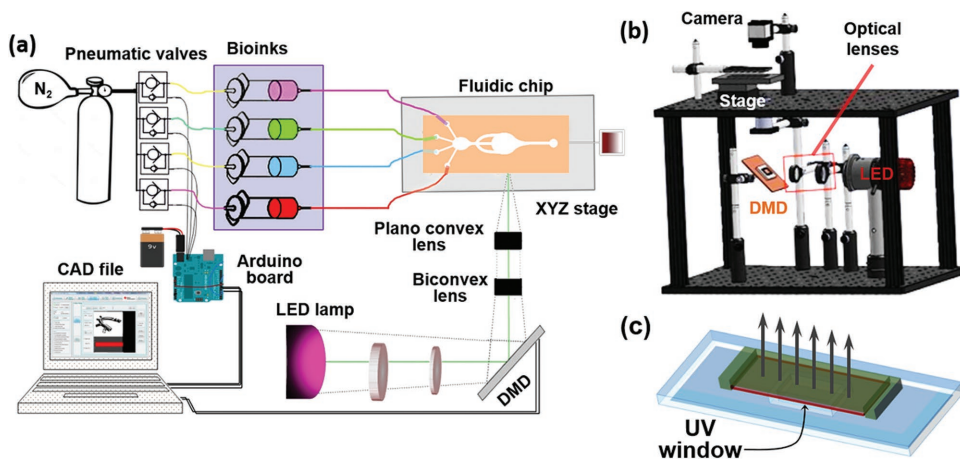 (a)
Pneumatic valves
Bioinks
N2
Fluidic chip
XYZ stage
Plano convex
lens
Biconvex
lens
9v
Arduino
board
CAD file
LED lamp
DMD
(b)
Camera
Optical
lenses
Stage
LED
DMD
(c)
UV
window